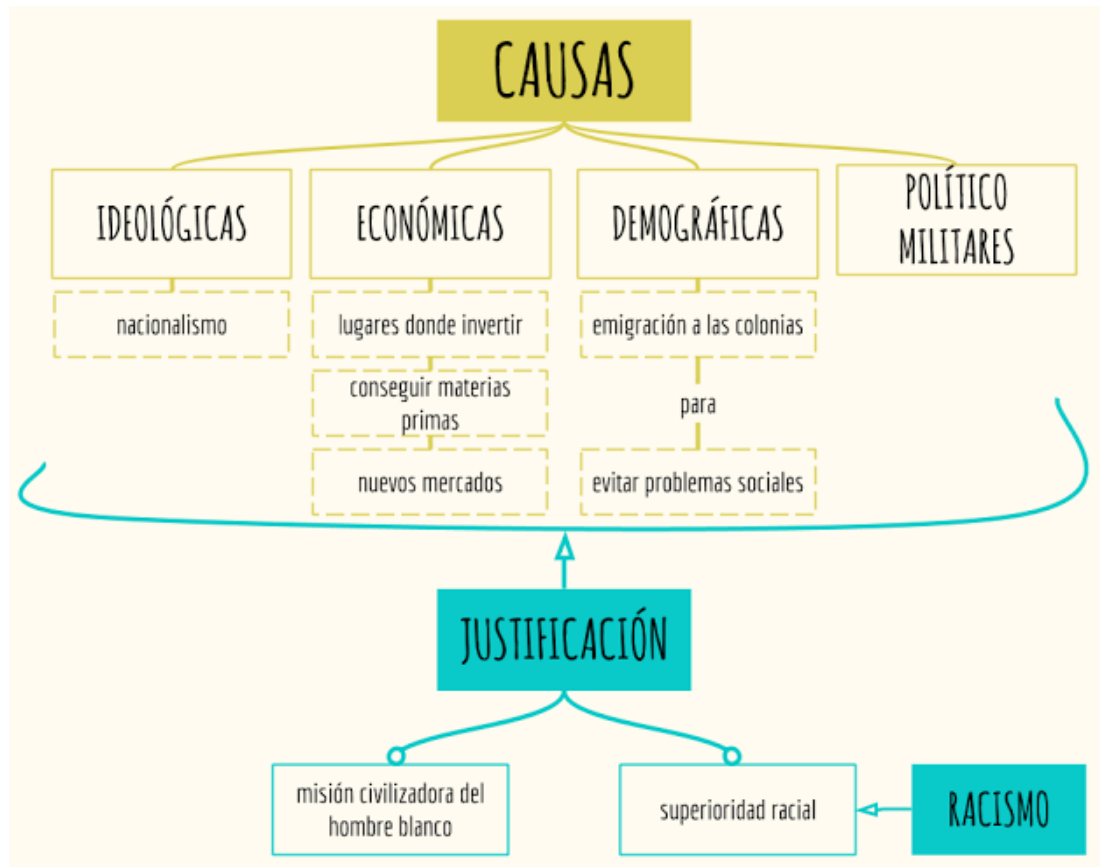 CAUSAS
IDEOLÓGICAS
ECONÓMICAS
DEMOGRÁFICAS
POLÍTICO
MILITARES
nacionalismo
lugares donde invertir
emigración a las colonias
conseguir materias
primas
para
nuevos mercados
evitar problemas sociales
JUSTIFICACIÓN
misión civilizadora del
hombre blanco
superioridad racial
RACISMO